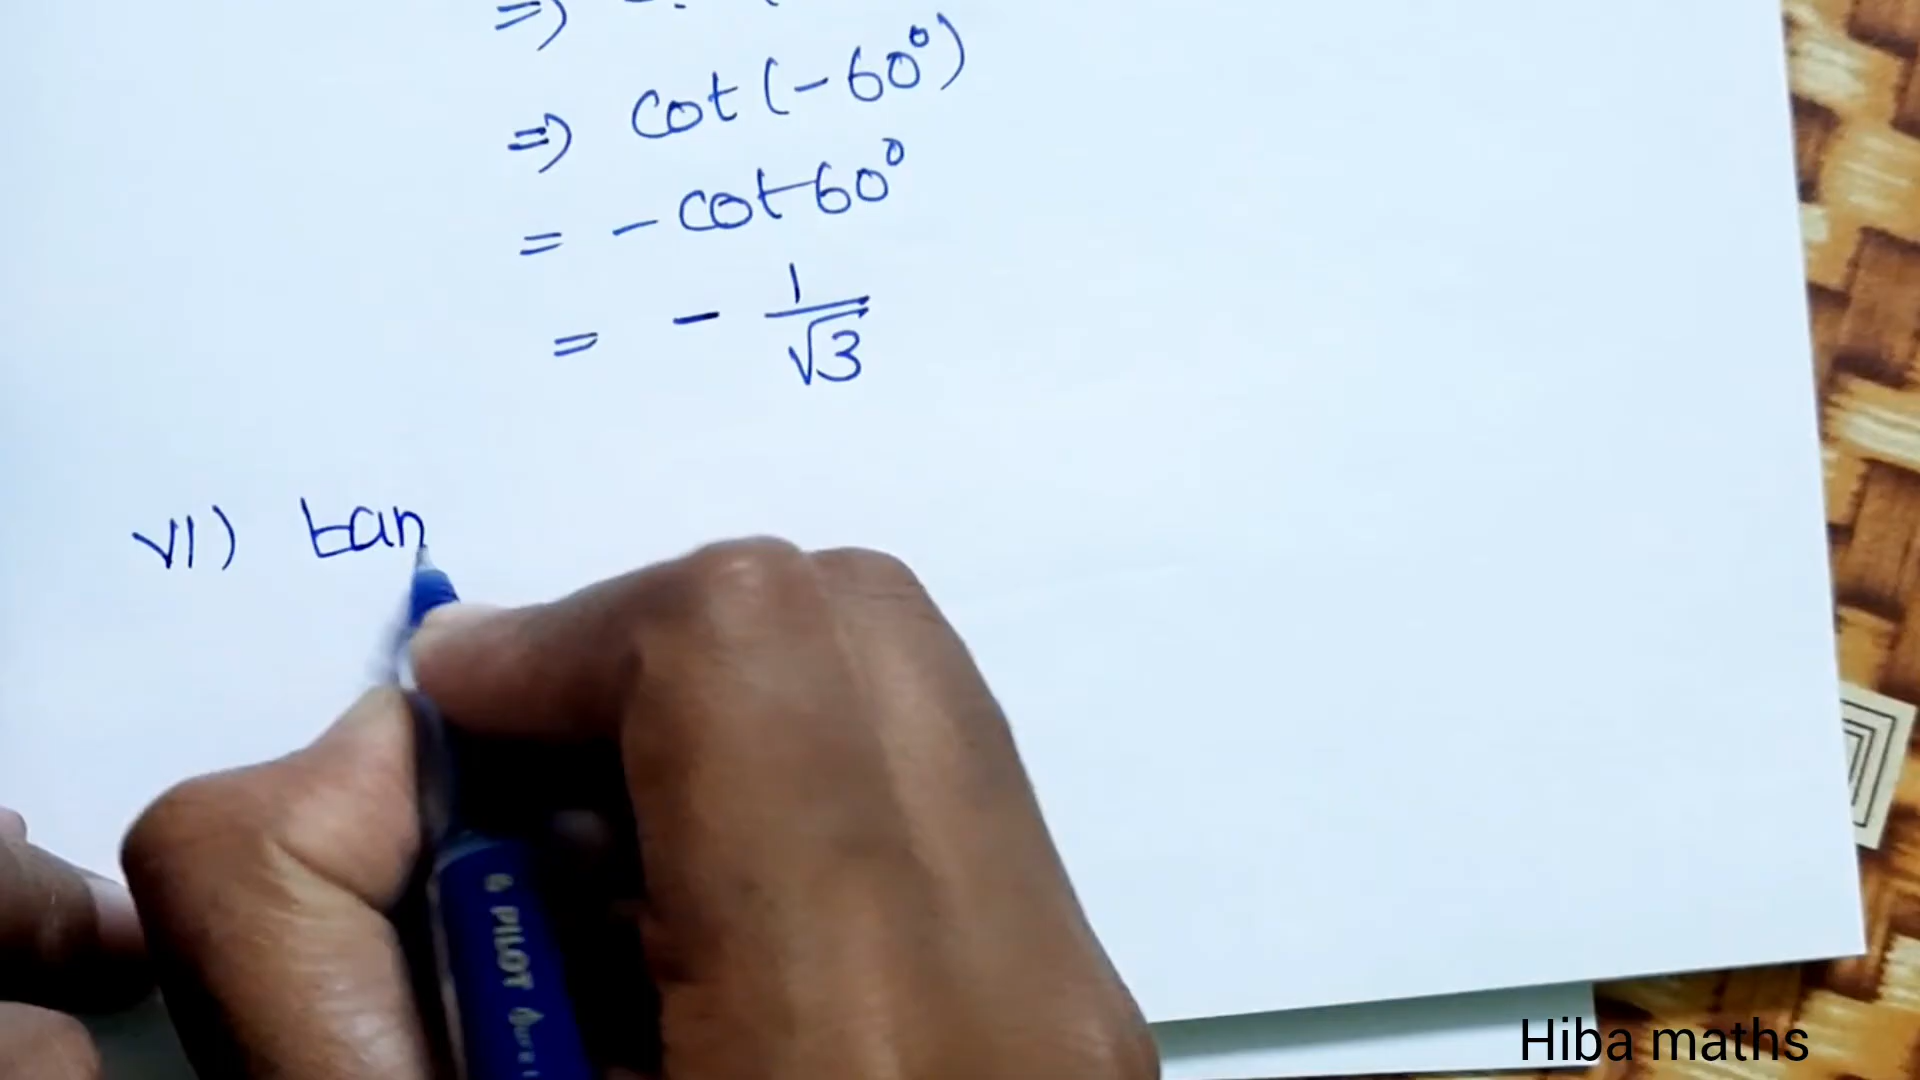 =>
=> cot (-60°)
= - cot 60°
= - 1/√3
VI) tan
PILOT
Hiba maths